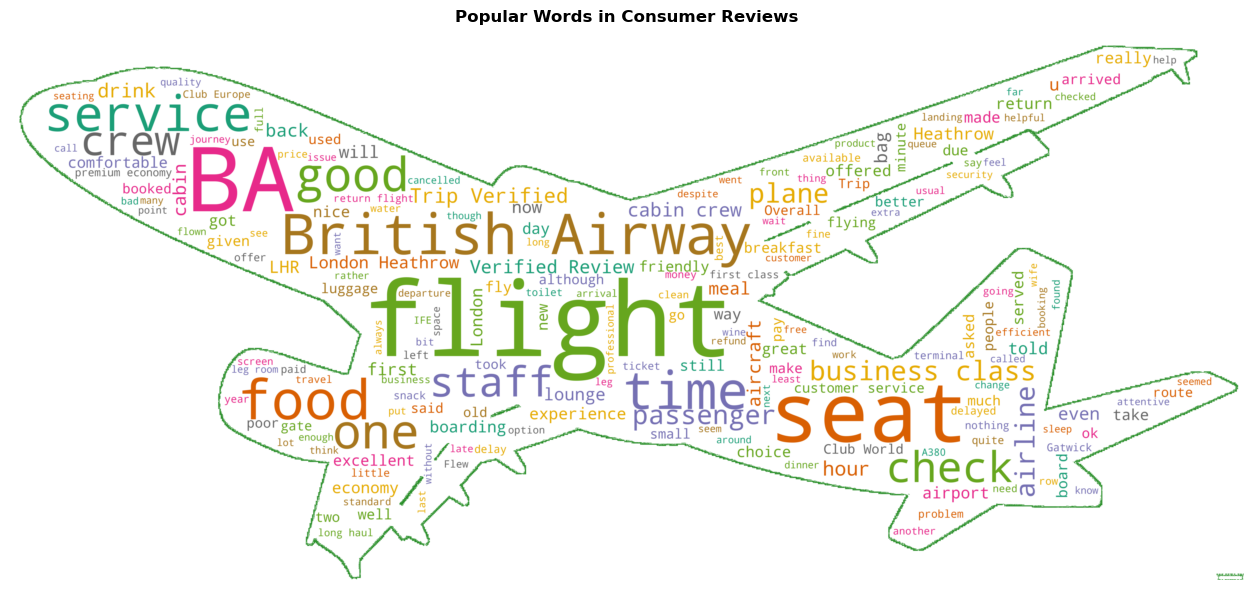 Popular Words in Consumer Reviews
really
help
u
arrived
far
checked
return
landing
made
helpful
Heathrow
queue
minute
bag
product
due
say
feel
security
available
front
offered
thing
Trip
usual
better
extra
went
despite
plane
Overall
wait
flying
fine
breakfast
customer
quality
drink
seating
Club Europe
service
full
back
crew
journey
use
used
call
comfortable
price
issue
will
premium economy
cabin
BA
good
cancelled
booked
bad
many
return flight
Trip Verified
point
water
nice
though
now
cabin crew
got
flown
given
see
British Airway
want
day
long
best
offer
LHR
London Heathrow
Verified Review
friendly
first class
rather
luggage
although
money
departure
fly
toilet
arrival
clean
meal
flight
always
IFE
space
London
new
professional
go
way
bit
wine
refund
left
aircraft
pay
free
find
work
great
screen
leg room
paid
first
took
ticket
still
travel
business
staff
leg
time
next
make
least
business class
year
food
snack
lounge
customer service
put
said
old
experience
passenger
seat
poor
gate
one
boarding
option
small
seem
lot
enough
think
late
delay
around
choice
Club World
A380
excellent
without
Flew
dinner
hour
check
little
economy
standard
last
two
well
long haul
airport
need
problem
another
going
served
wife
booking
found
people
efficient
asked
told
terminal
called
change
much
delayed
nothing
quite
airline
even
sleep
ok
take
attentive
route
seemed
Gatwick
board
row
know